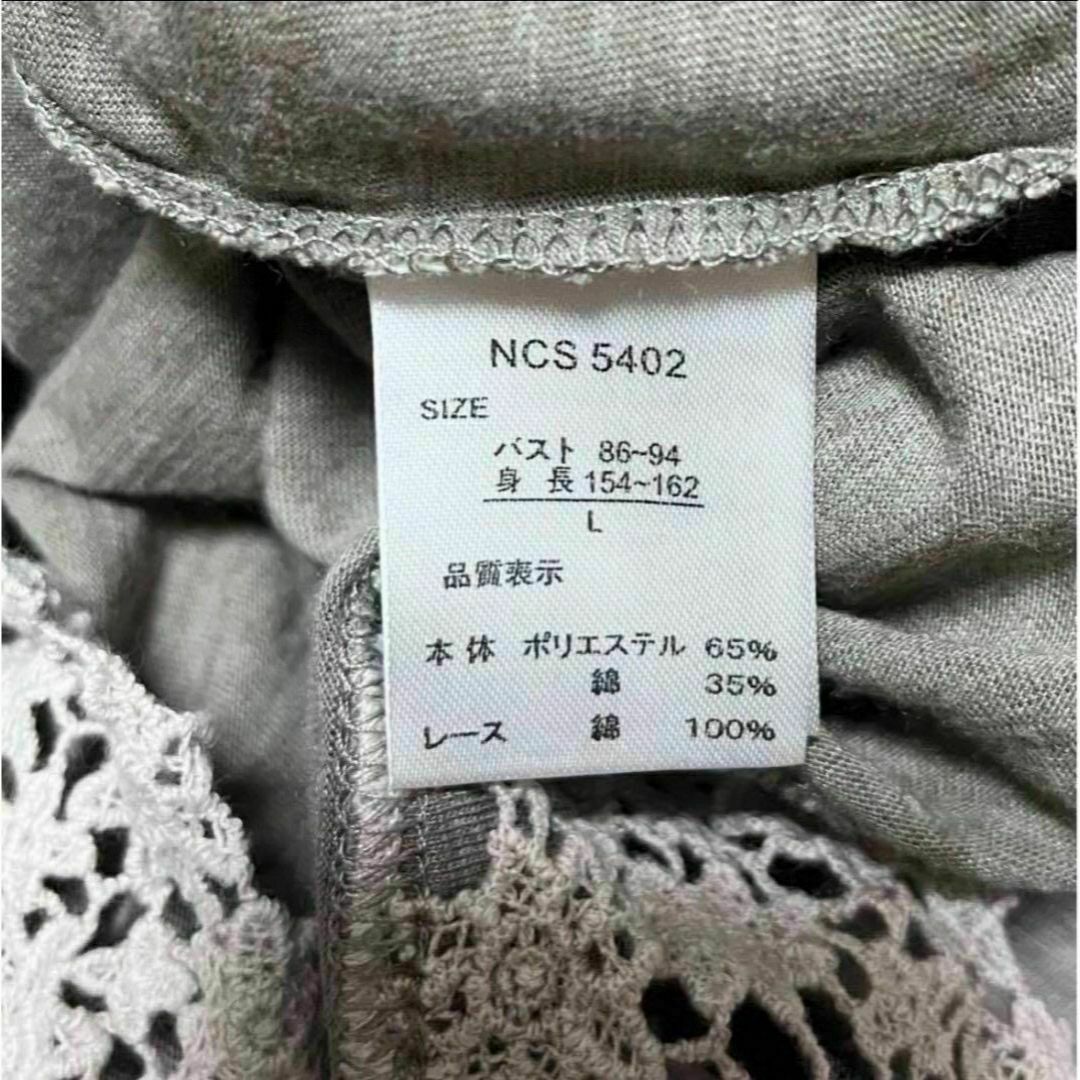 NCS 5402
SIZE
バスト 86~94
身 長 154~162
L
品質表示
本体 ポリエステル 65%
綿 35%
レース 綿 100%